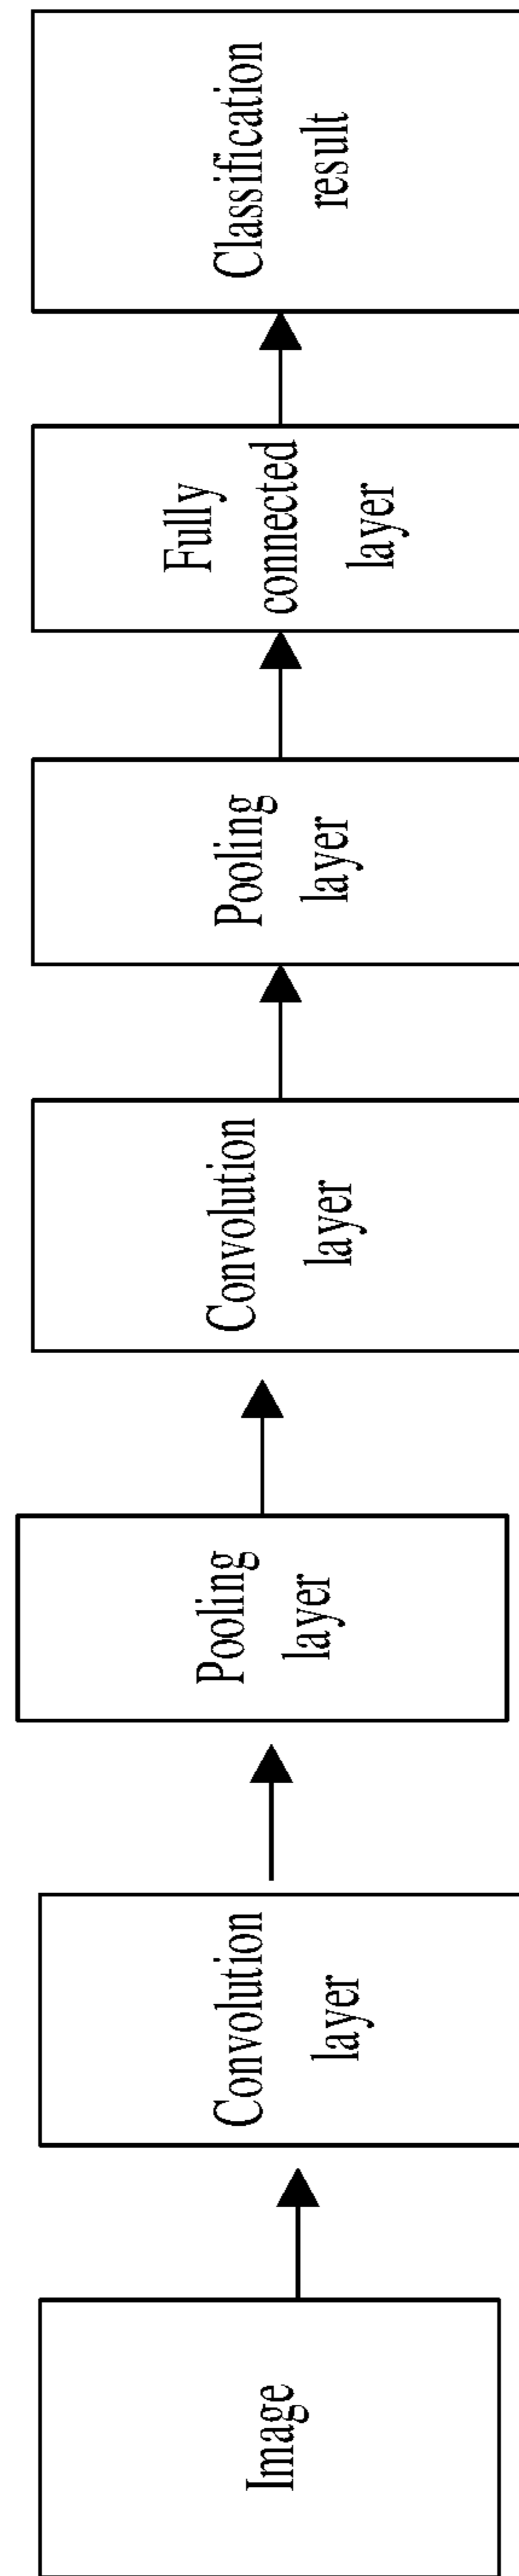 Image
Convolution
layer
Pooling
layer
Convolution
layer
Pooling
layer
Fully
connected
layer
Classification
result